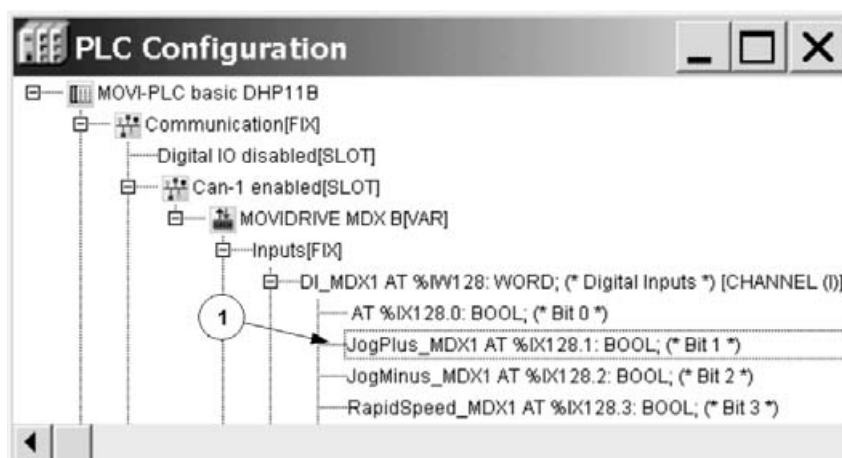 PLC Configuration
MOVI-PLC basic DHP11B
Communication[FIX]
Digital IO disabled[SLOT]
Can-1 enabled[SLOT]
MOVIDRIVE MDX B[VAR]
Inputs[FIX]
DI_MDX1 AT %IW128: WORD; (* Digital Inputs *) [CHANNEL (I)]
AT %IX128.0: BOOL; (* Bit 0 *)
1
JogPlus_MDX1 AT %IX128.1: BOOL; (* Bit 1 *)
JogMinus_MDX1 AT %IX128.2: BOOL; (* Bit 2 *)
RapidSpeed_MDX1 AT %IX128.3: BOOL; (* Bit 3 *)